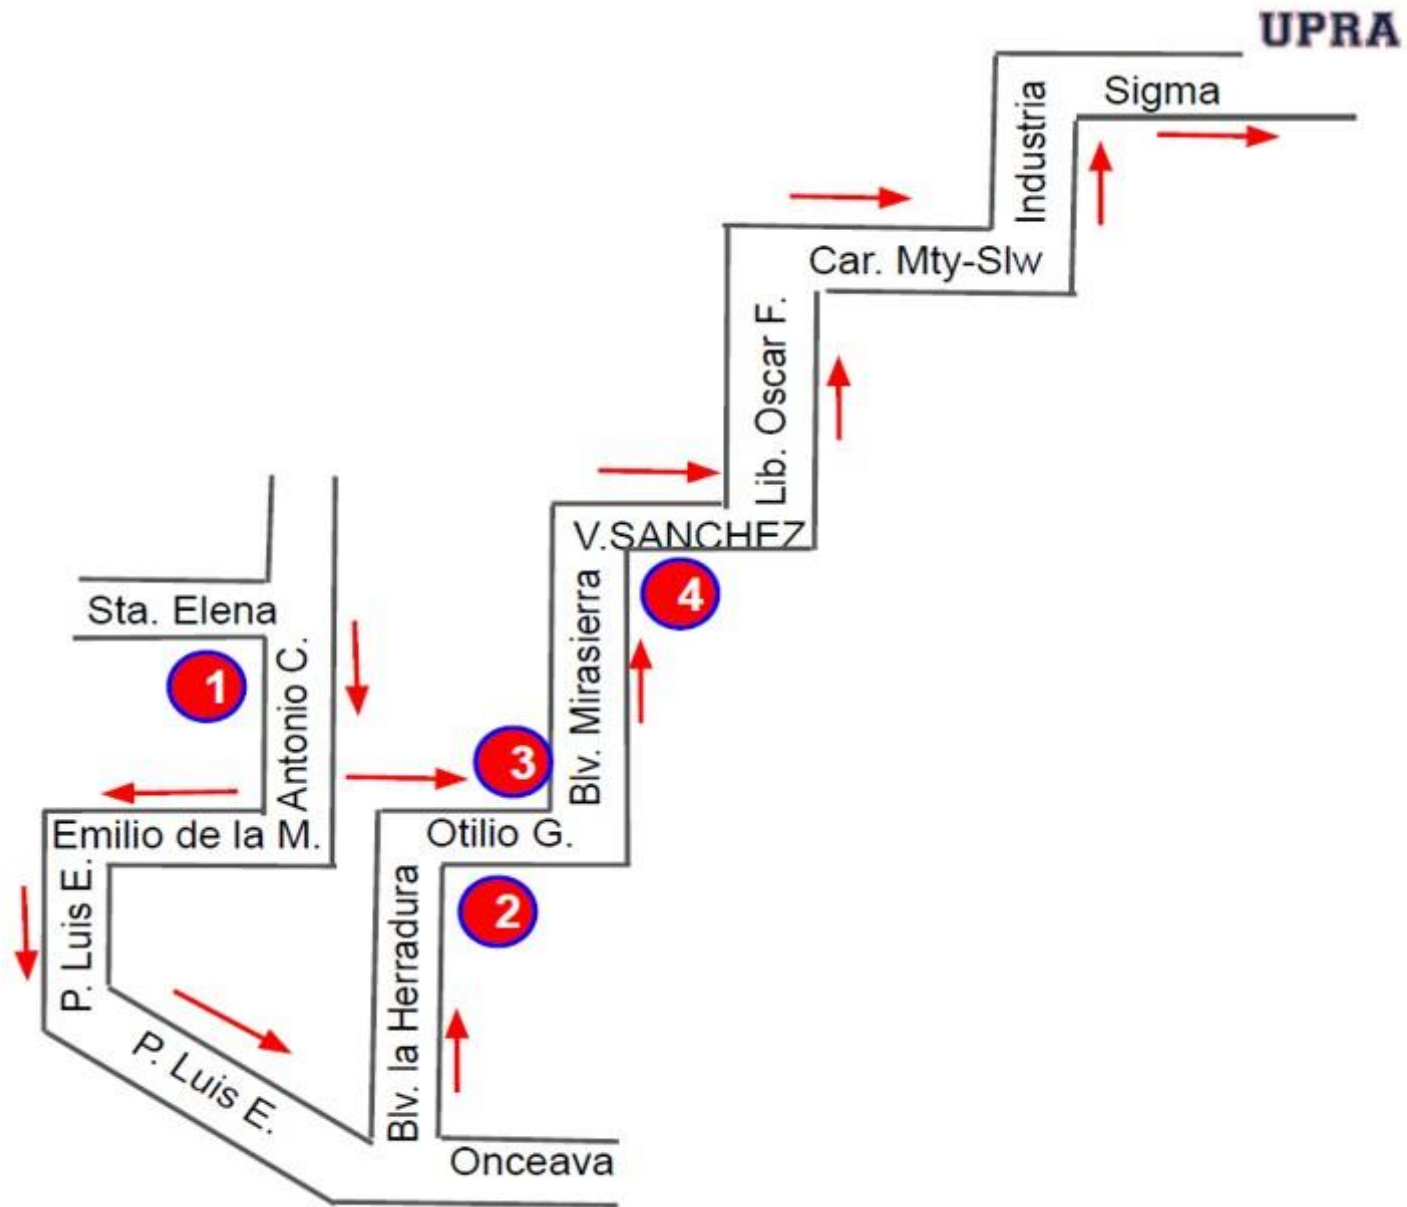 UPRA
Sigma
Industria
Car. Mty-Slw
Lib. Oscar F.
V.SANCHEZ
4
Blv. Mirasierra
Sta. Elena
1
Antonio C.
3
Emilio de la M.
Otilio G.
2
P. Luis E.
Blv. la Herradura
P. Luis E.
Onceava